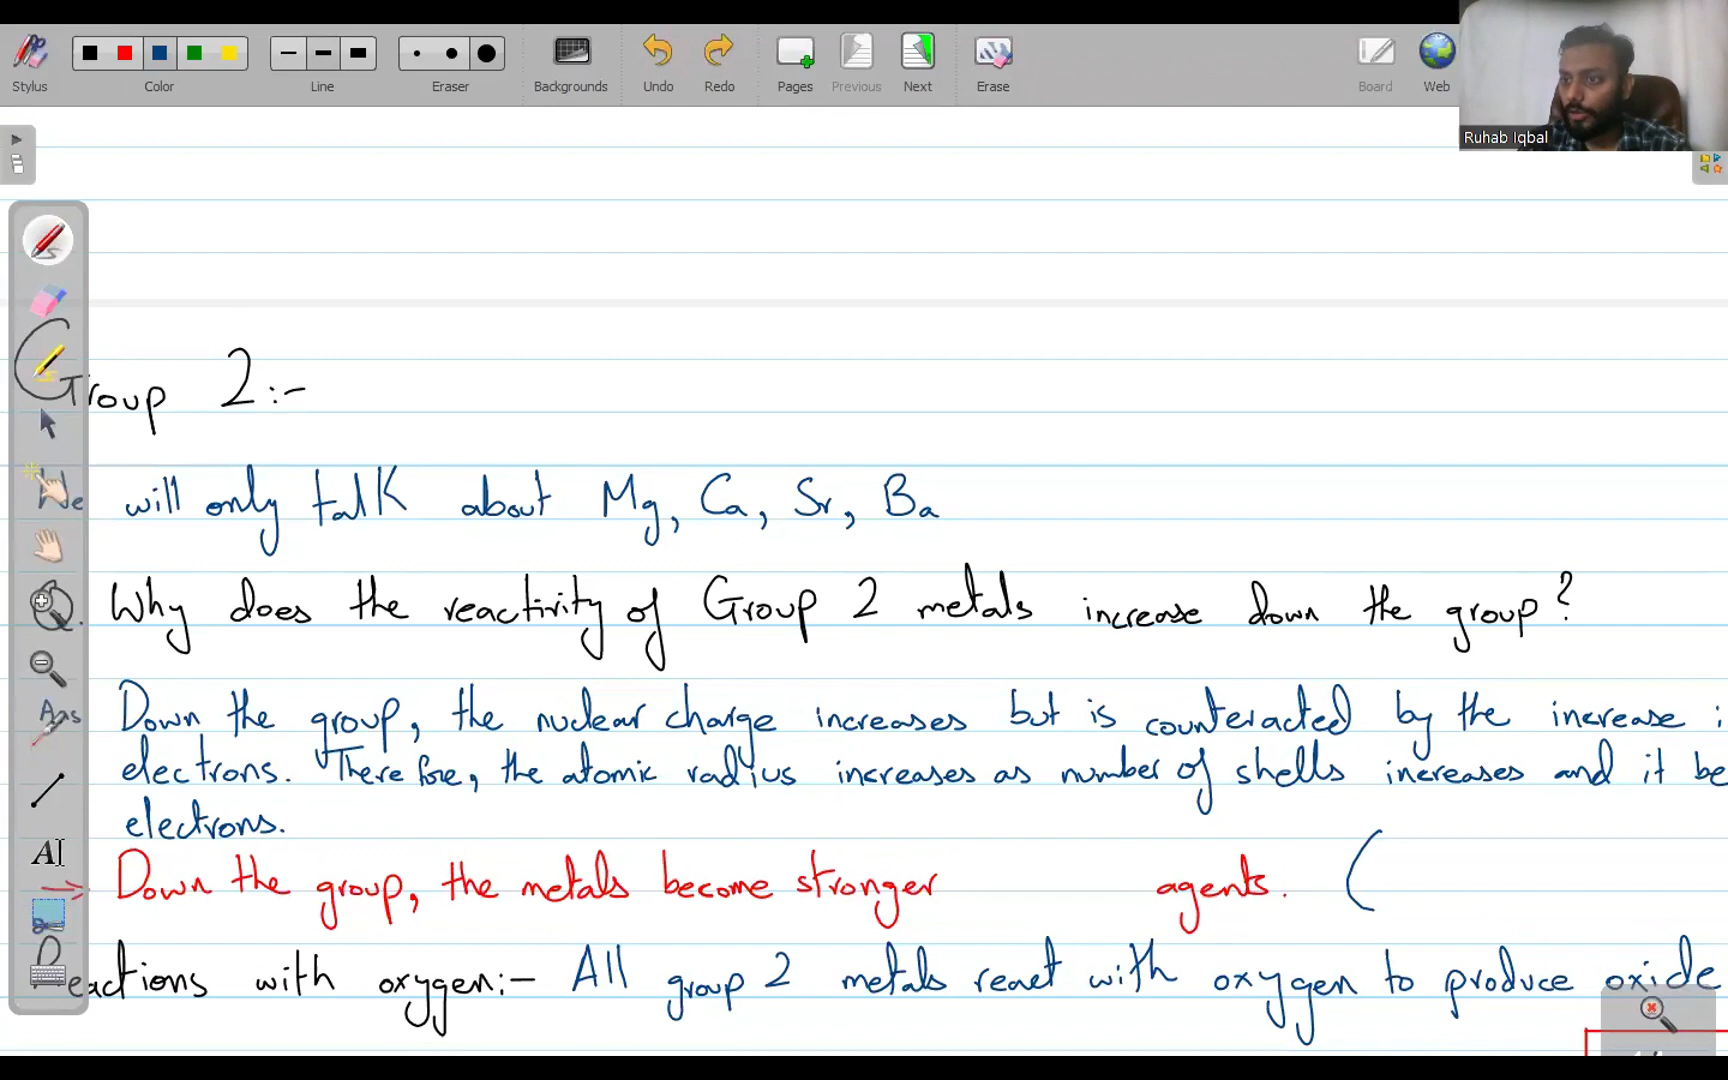 Stylus
Color
Line
Eraser
Backgrounds
Undo
Redo
Pages
Previous
Next
Erase
Board
Web
Ruhab Iqbal
Group 2:-
We will only talk about Mg, Ca, Sr, Ba
Q. Why does the reactivity of Group 2 metals increase down the group?
Ans Down the group, the nuclear charge increases but is counteracted by the increase
electrons. Therefore, the atomic radius increases as number of shells increases and it be
electrons.
→ Down the group, the metals become stronger agents. (
Reactions with oxygen:- All group 2 metals react with oxygen to produce oxide